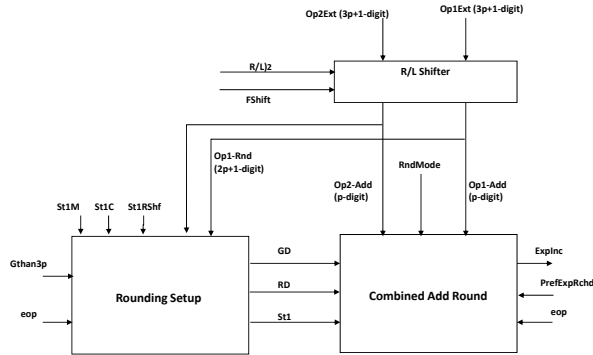 Op2Ext (3p+1-digit)
Op1Ext (3p+1-digit)
R/L)2
R/L Shifter
FShift
Op1-Rnd
(2p+1-digit)
RndMode
Op2-Add
(p-digit)
Op1-Add
(p-digit)
St1M
St1C
St1RShf
GD
ExpInc
Gthan3p
Rounding Setup
RD
Combined Add Round
PrefExpRchd
eop
St1
eop